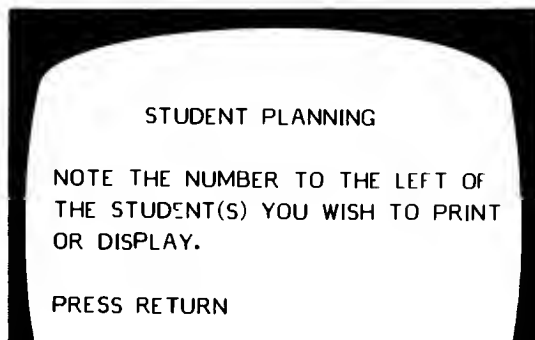 STUDENT PLANNING
NOTE THE NUMBER TO THE LEFT OF
THE STUDENT(S) YOU WISH TO PRINT
OR DISPLAY.
PRESS RETURN